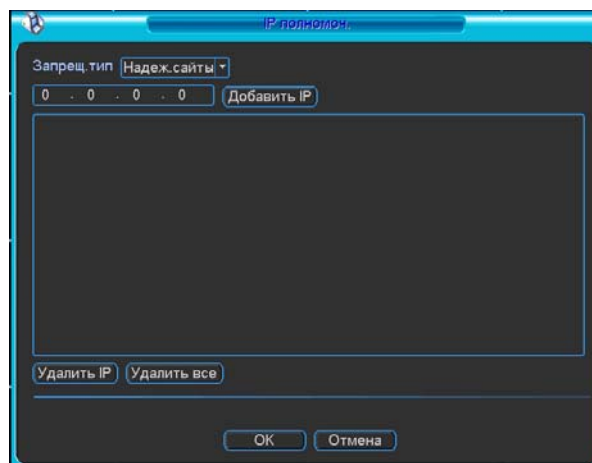 IP полномоч.
Запрещ.тип Надеж.сайты
0 . 0 . 0 . 0 Добавить IP
Удалить IP Удалить все
OK Отмена